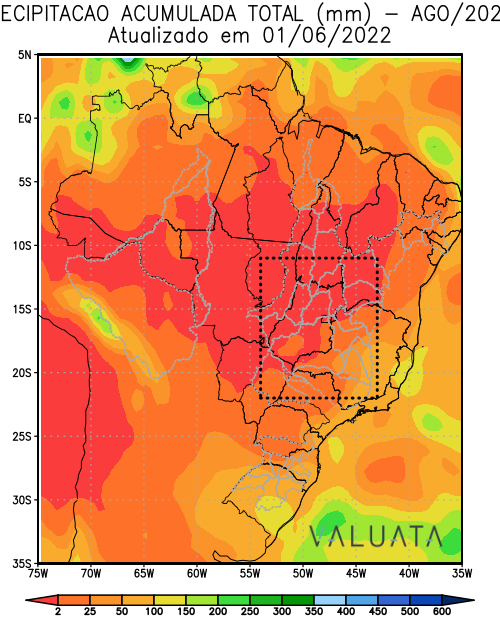 ECIPITACAO ACUMULADA TOTAL (mm) – AGO/202
Atualizado em 01/06/2022
5N
EQ
5S
10S
15S
20S
25S
30S
35S
75W 70W 65W 60W 55W 50W 45W 40W 35W
VALUATA
2 25 50 100 150 200 250 300 350 400 450 500 600